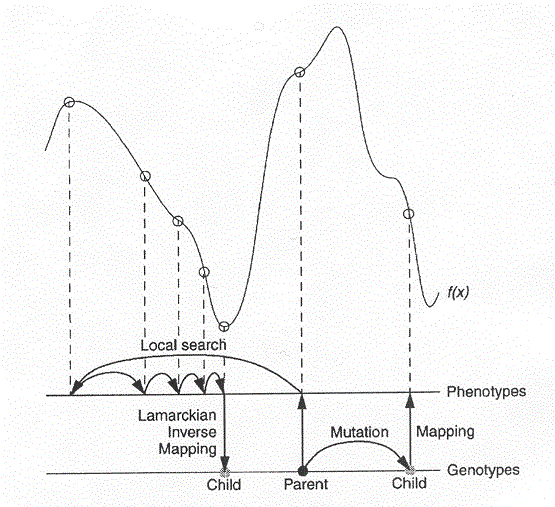 f(x)
Local search
Phenotypes
Lamarckian
Inverse
Mapping
Mutation
Mapping
Genotypes
Child
Parent
Child